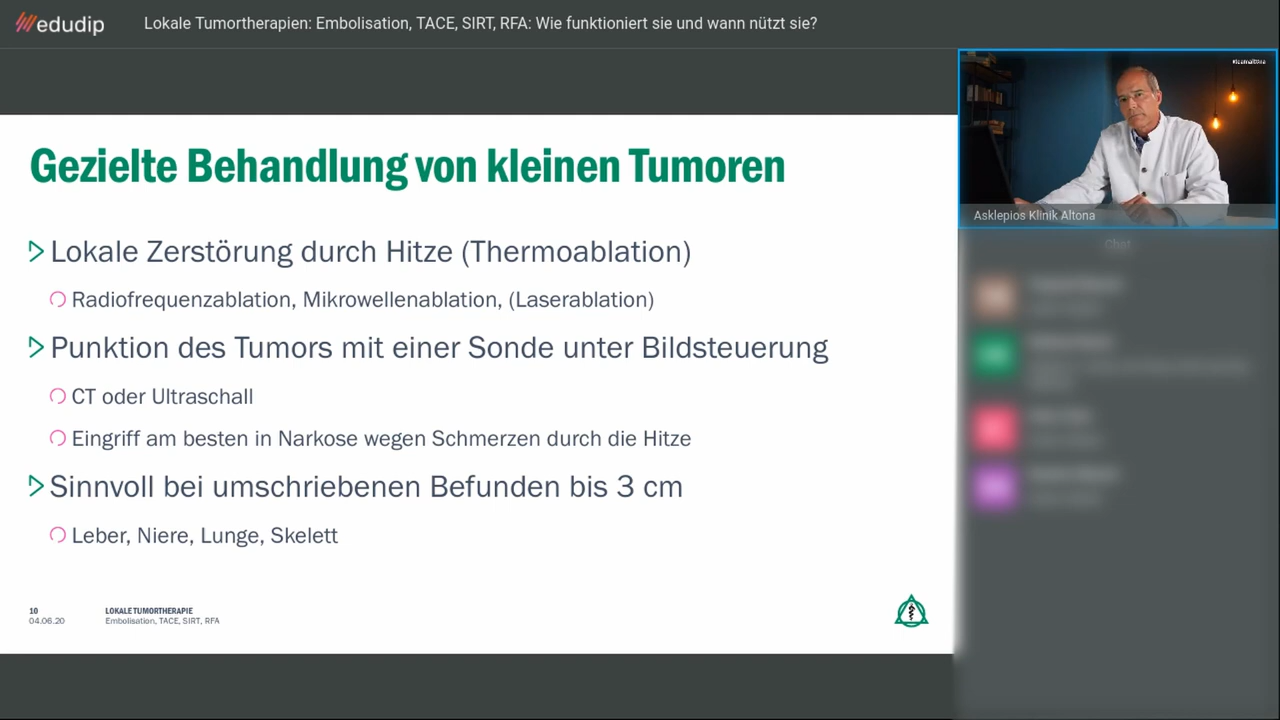 edudip
Lokale Tumortherapien: Embolisation, TACE, SIRT, RFA: Wie funktioniert sie und wann nützt sie?
Asklepios Klinik Altona
Chat
Gezielte Behandlung von kleinen Tumoren
Lokale Zerstörung durch Hitze (Thermoablation)
Radiofrequenzablation, Mikrowellenablation, (Laserablation)
Punktion des Tumors mit einer Sonde unter Bildsteuerung
CT oder Ultraschall
Eingriff am besten in Narkose wegen Schmerzen durch die Hitze
Sinnvoll bei umschriebenen Befunden bis 3 cm
Leber, Niere, Lunge, Skelett
10
04.06.20
LOKALE TUMORTHERAPIE
Embolisation, TACE, SIRT, RFA